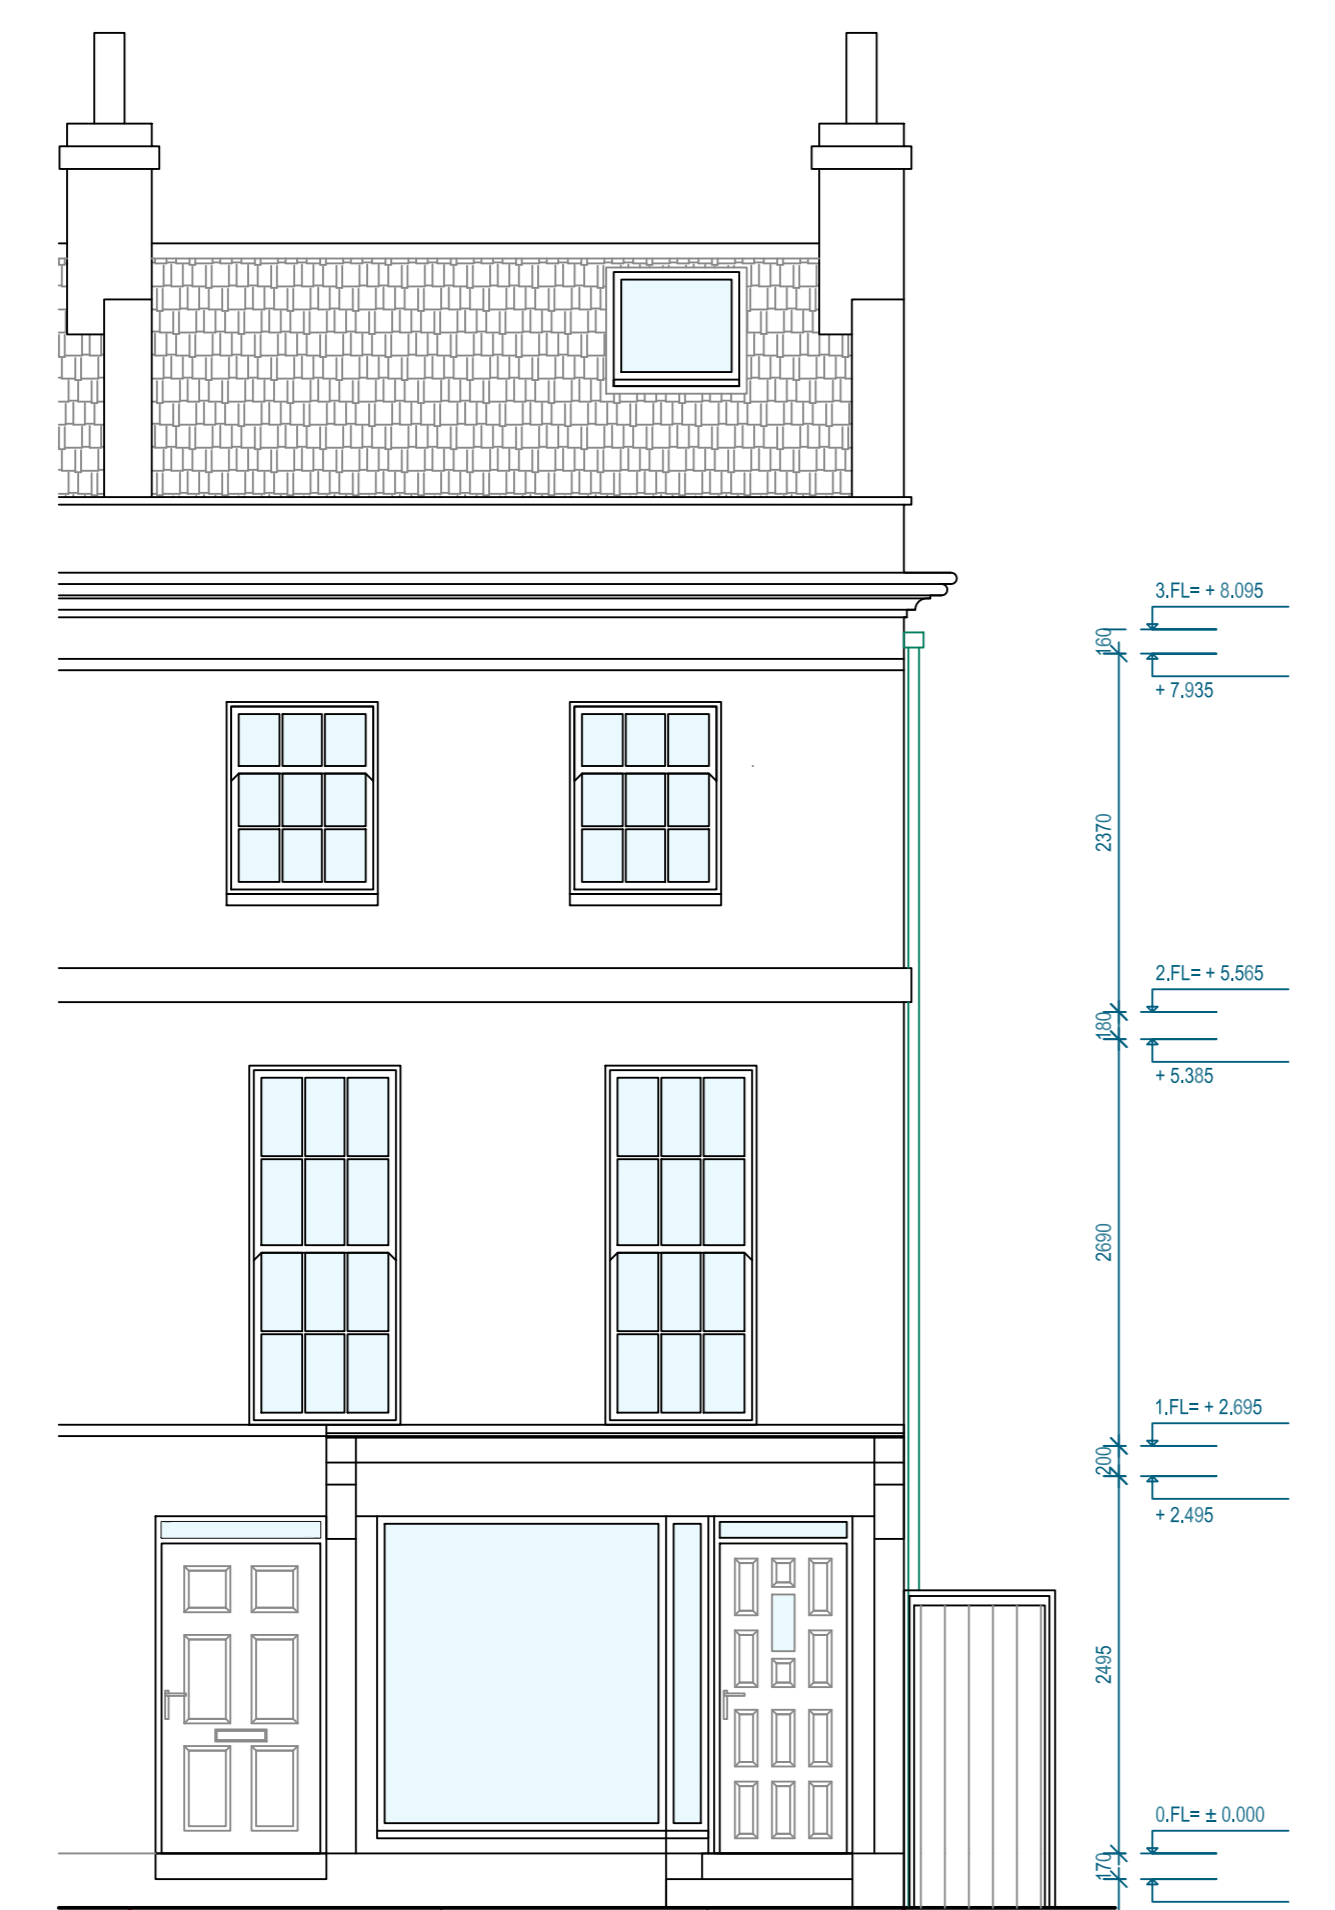 3.FL= + 8.095
160
+ 7.935
2370
2.FL= + 5.565
180
+ 5.385
2690
1.FL= + 2.695
200
+ 2.495
2495
0.FL= ± 0.000
170